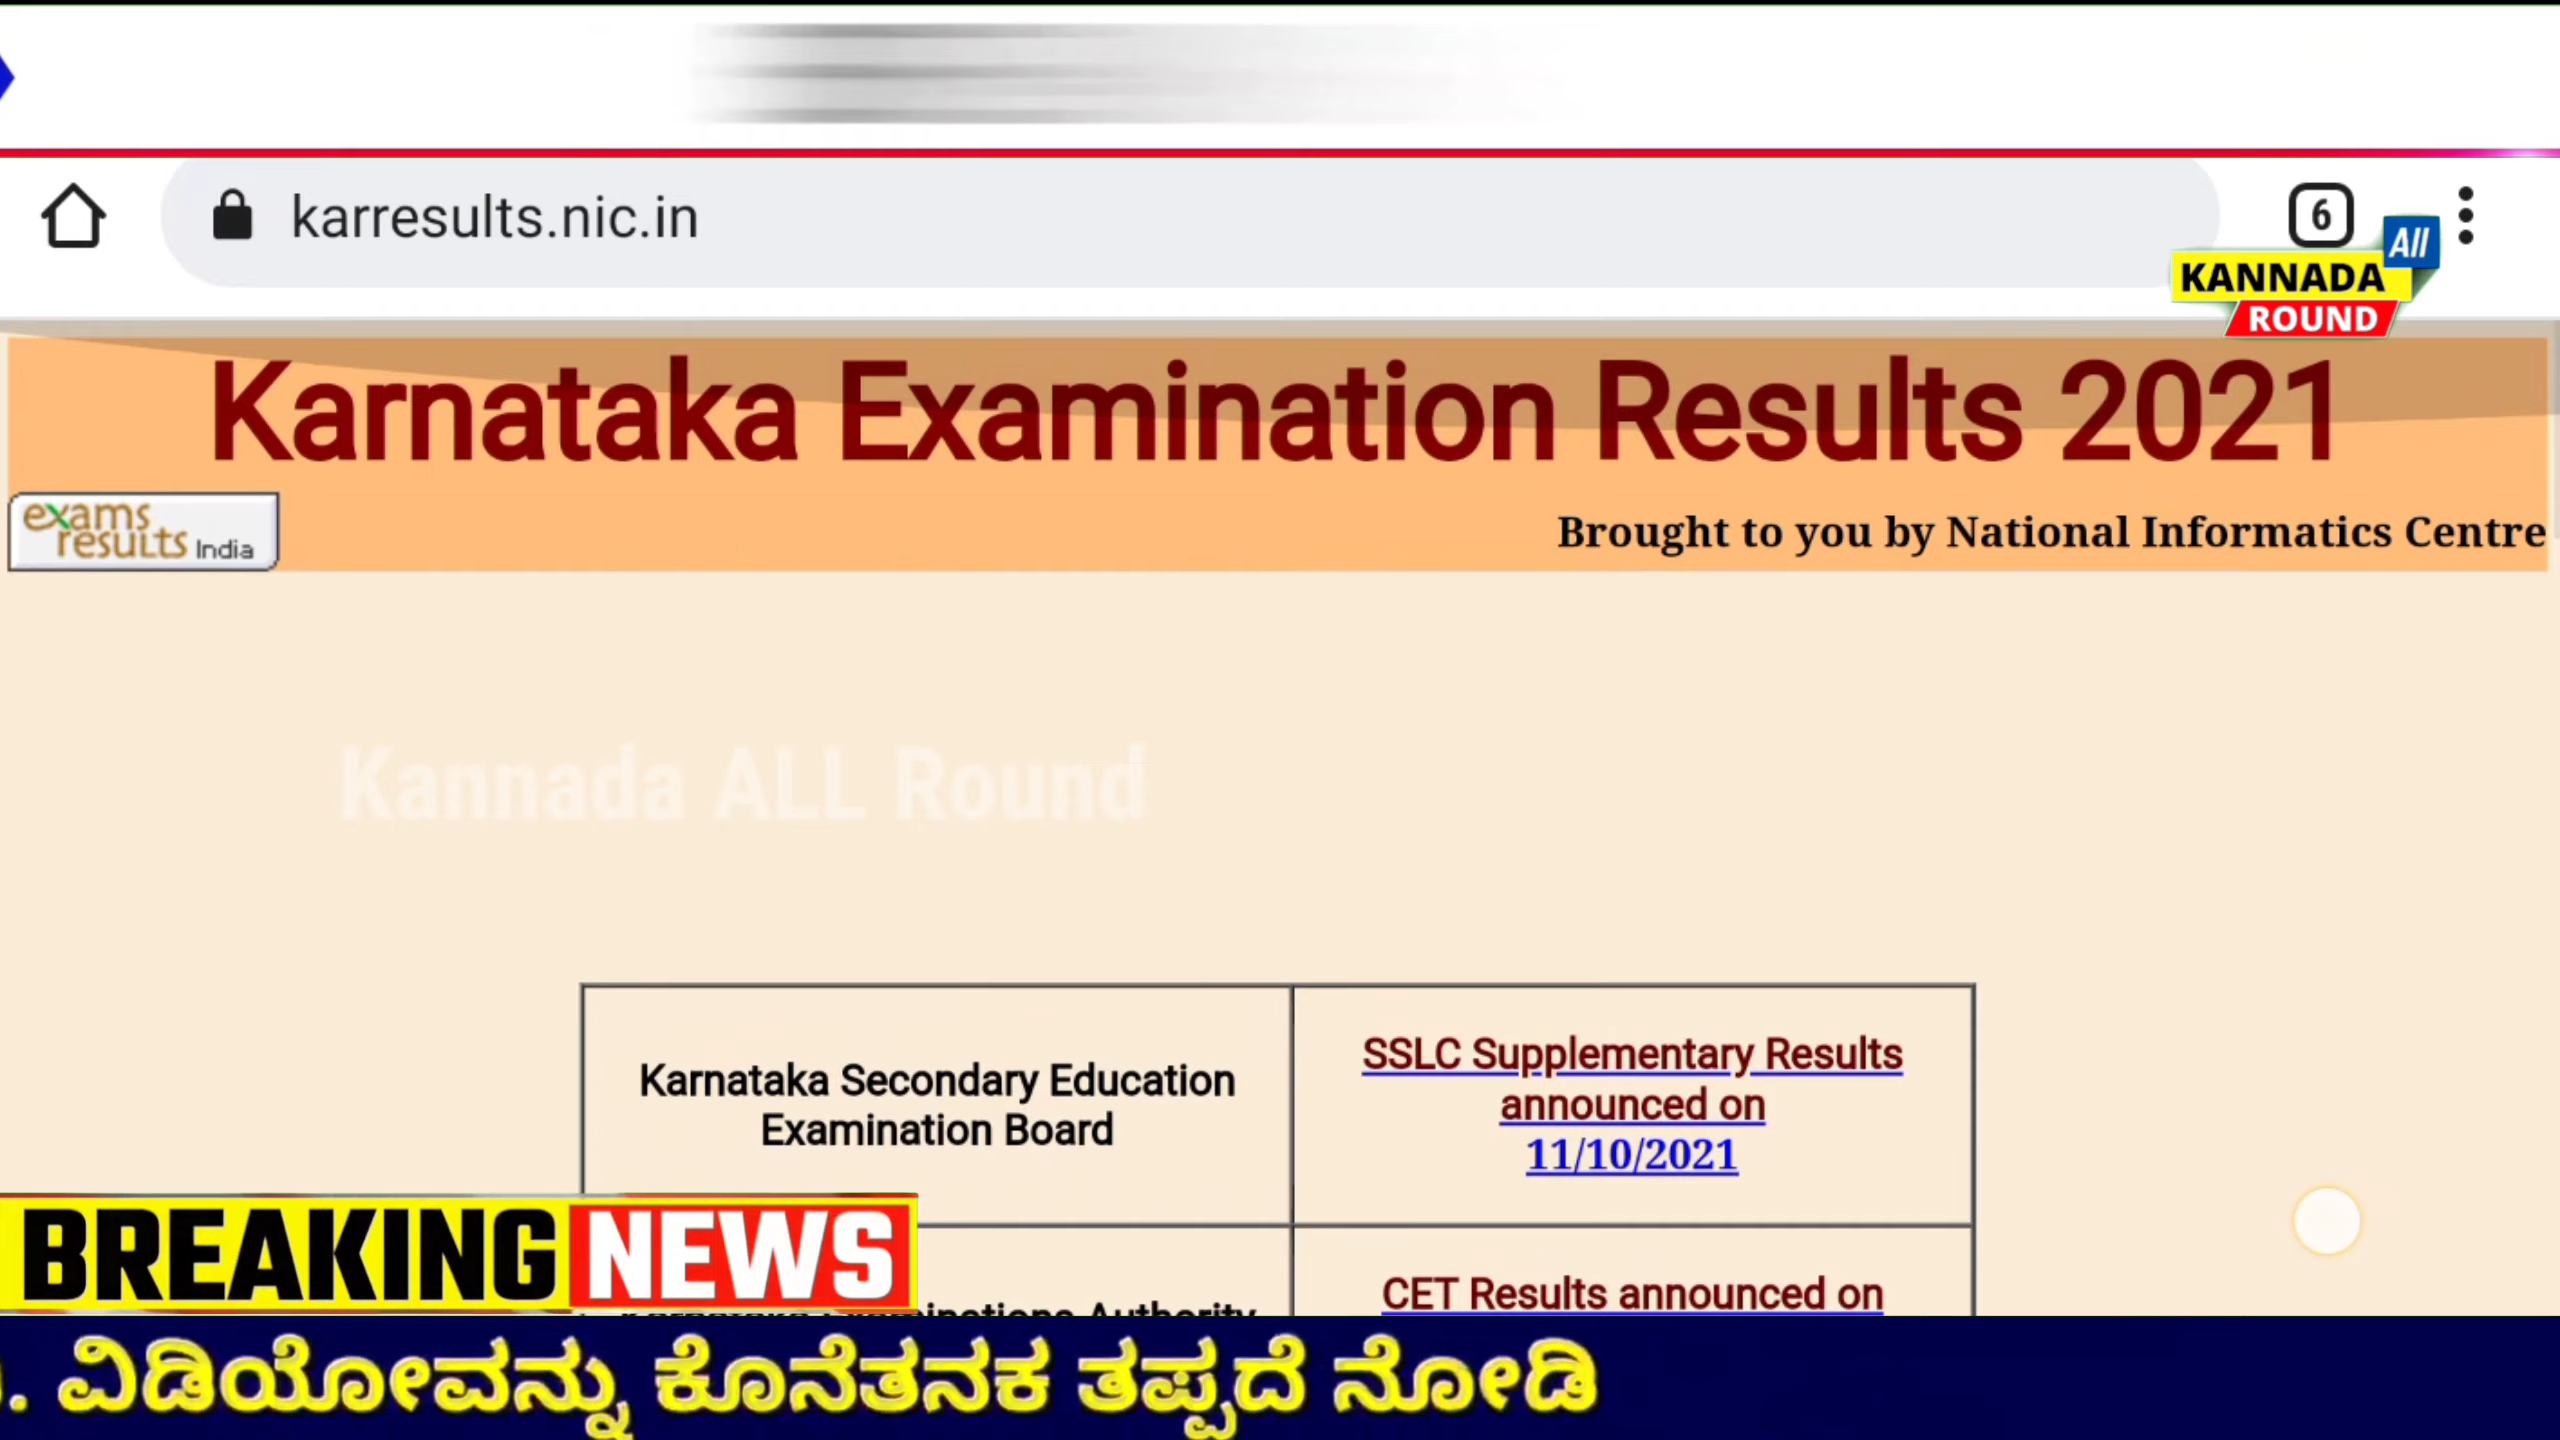 karresults.nic.in
6
All
KANNADA
ROUND
Karnataka Examination Results 2021
exams
results India
Brought to you by National Informatics Centre
Kannada ALL Round
Karnataka Secondary Education
Examination Board
SSLC Supplementary Results
announced on
11/10/2021
Authority
CET Results announced on
BREAKING NEWS
. ವಿಡಿಯೋವನ್ನು ಕೊನೆತನಕ ತಪ್ಪದೆ ನೋಡಿ